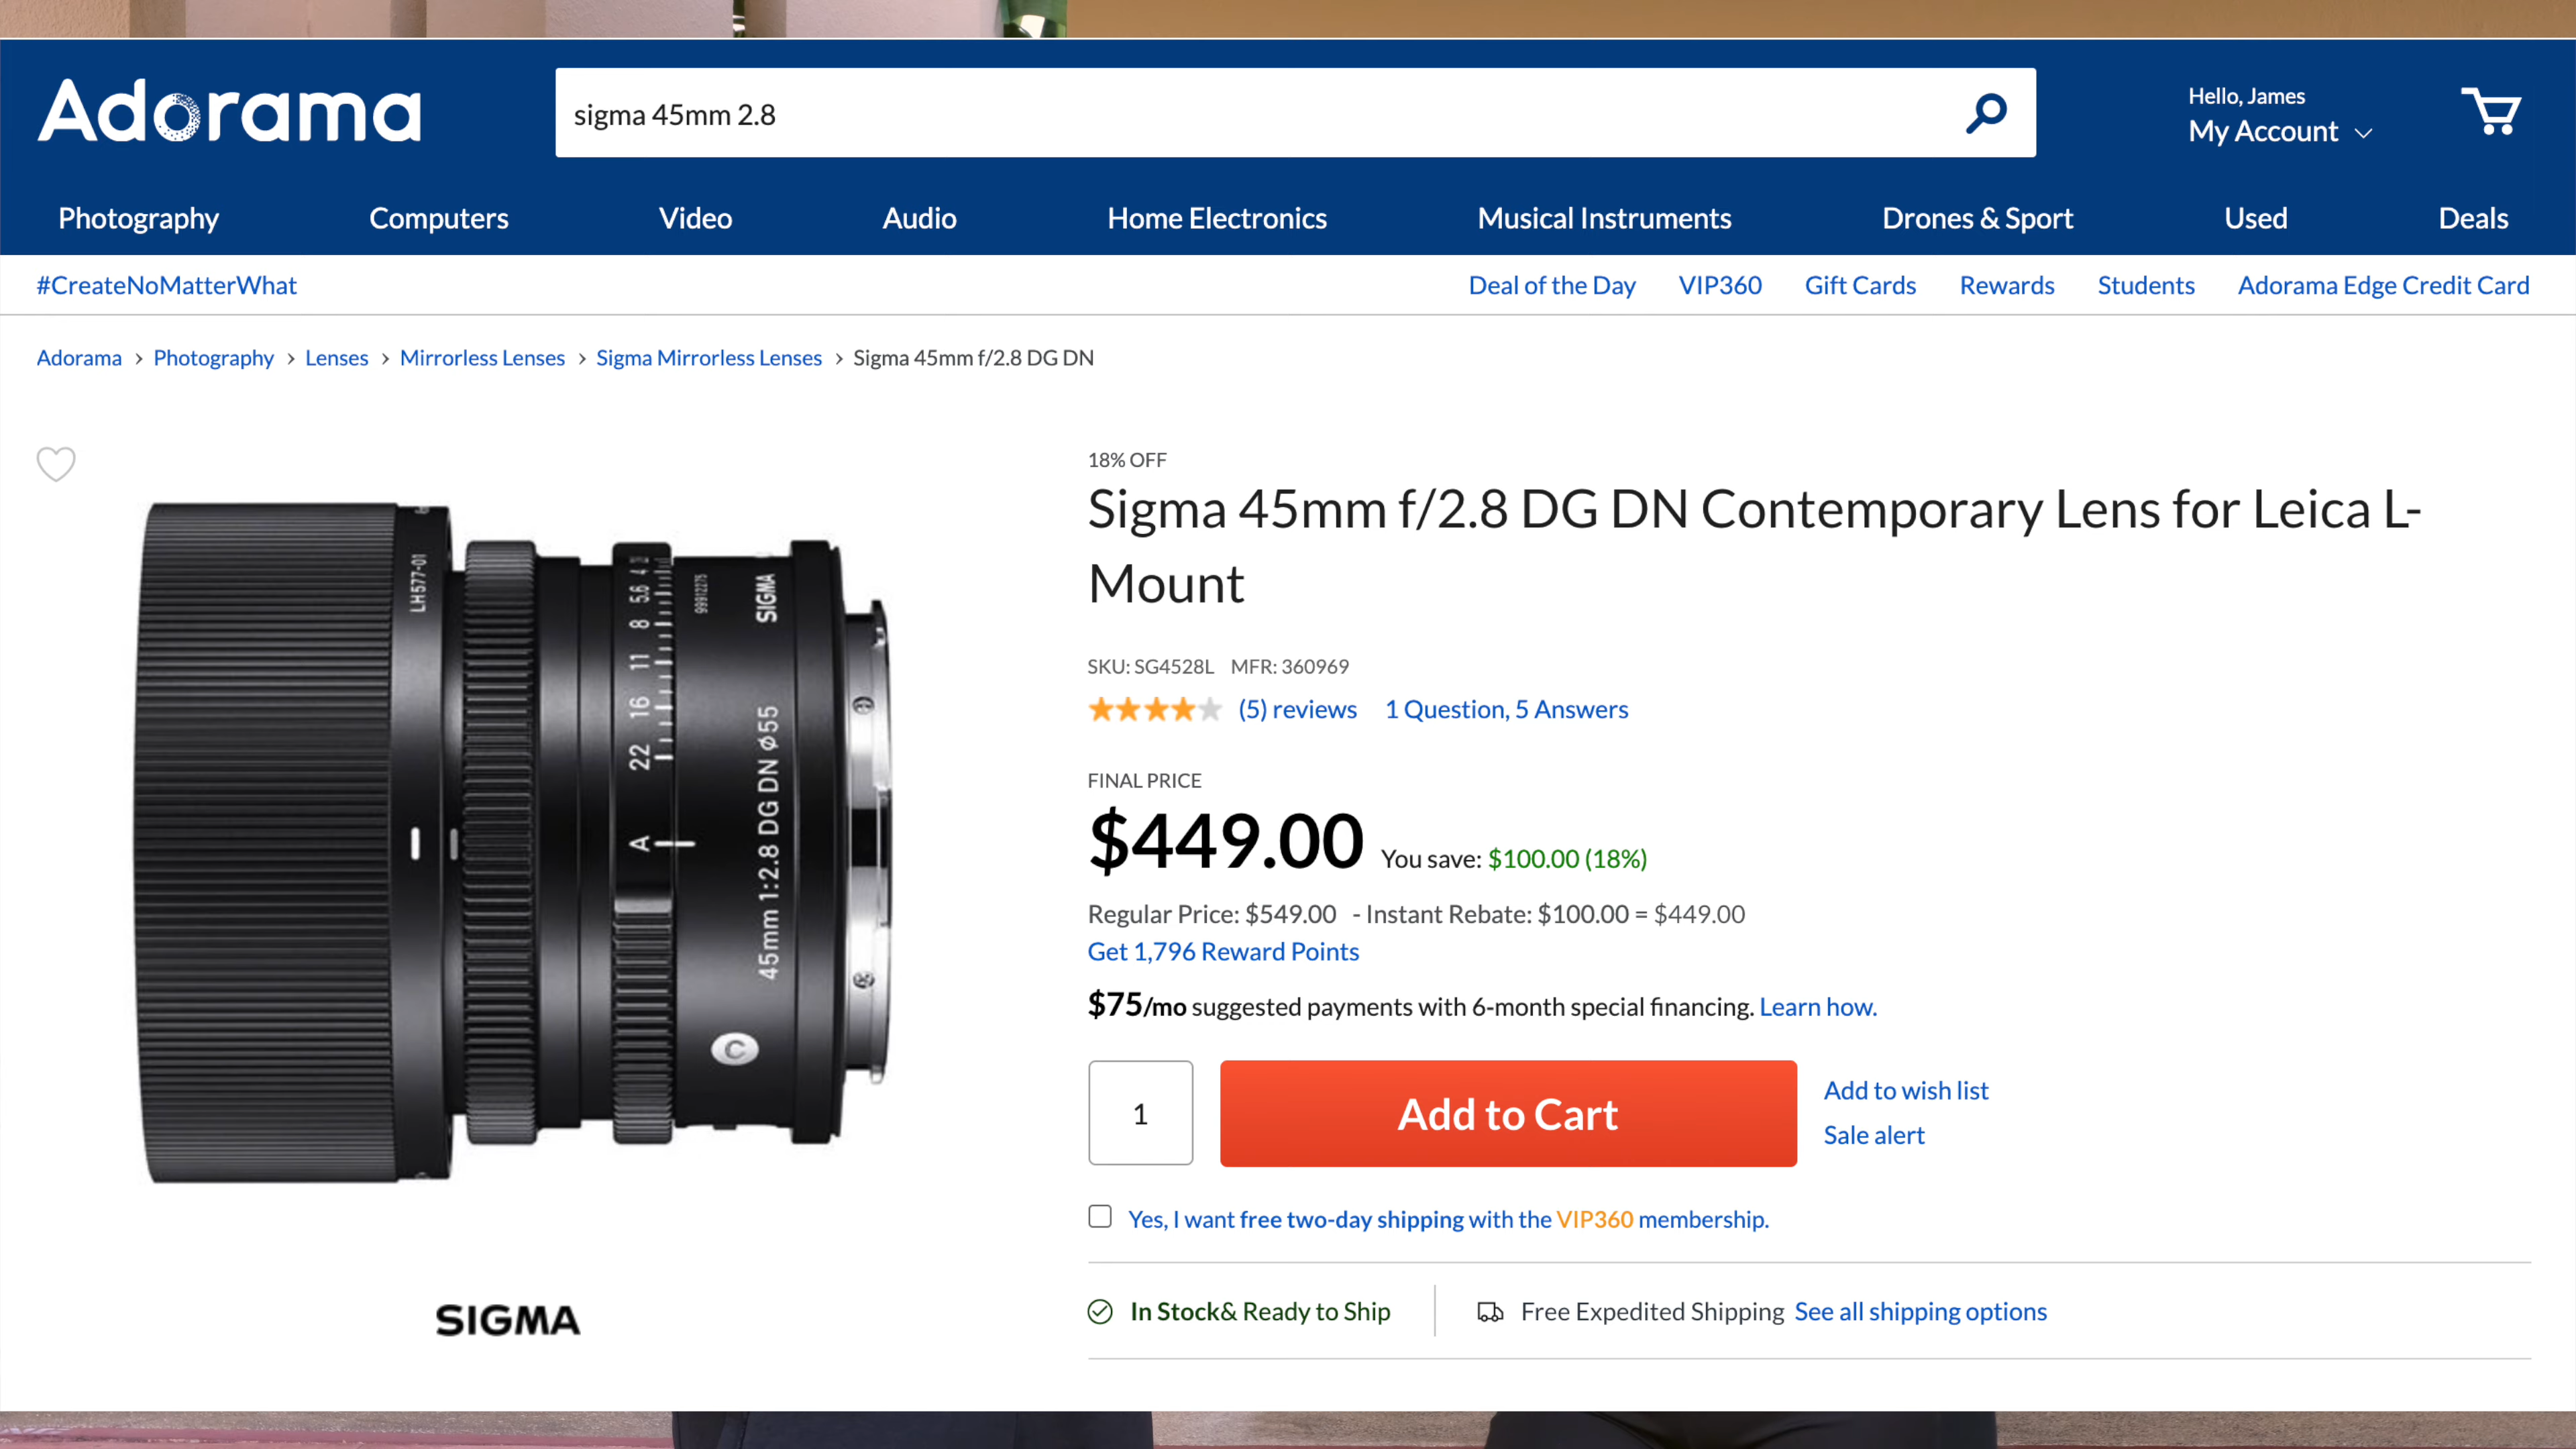 Adorama
sigma 45mm 2.8
Hello, James
My Account
Photography Computers Video Audio Home Electronics Musical Instruments Drones & Sport Used Deals
#CreateNoMatterWhat Deal of the Day VIP360 Gift Cards Rewards Students Adorama Edge Credit Card
Adorama › Photography › Lenses › Mirrorless Lenses › Sigma Mirrorless Lenses › Sigma 45mm f/2.8 DG DN
LH577-01
A 22 16 11 8 5.6 4
99912275
45mm 1:2.8 DG DN ø55 SIGMA
C
SIGMA
18% OFF
Sigma 45mm f/2.8 DG DN Contemporary Lens for Leica L-
Mount
SKU: SG4528L MFR: 360969
(5) reviews 1 Question, 5 Answers
FINAL PRICE
$449.00 You save: $100.00 (18%)
Regular Price: $549.00 - Instant Rebate: $100.00 = $449.00
Get 1,796 Reward Points
$75/mo suggested payments with 6-month special financing. Learn how.
1 Add to Cart
Add to wish list
Sale alert
Yes, I want free two-day shipping with the VIP360 membership.
In Stock& Ready to Ship
Free Expedited Shipping See all shipping options